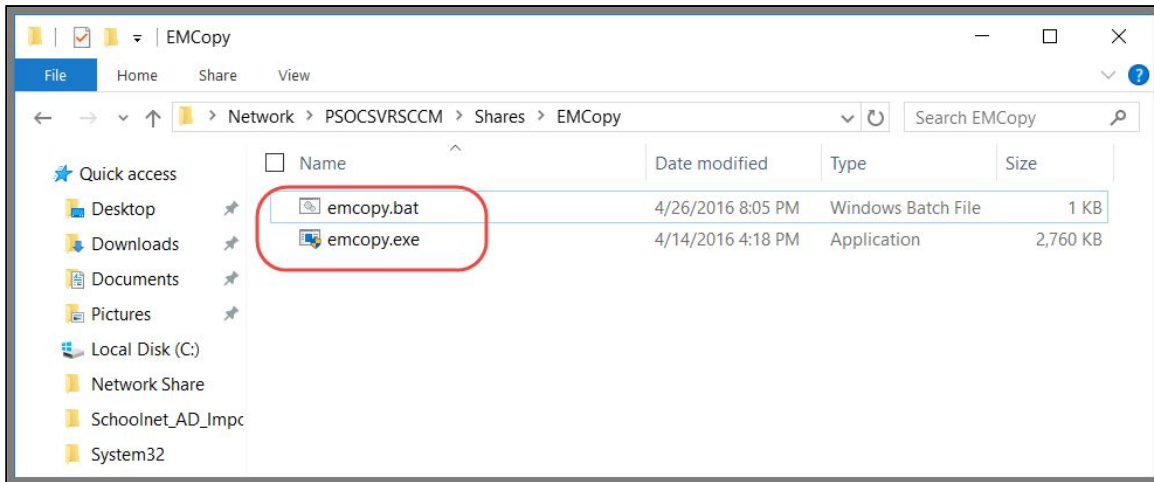 EMCopy
File Home Share View
Network > PSOCSVRSCCM > Shares > EMCopy Search EMCopy
Quick access
Desktop
Downloads
Documents
Pictures
Local Disk (C:)
Network Share
Schoolnet_AD_Impo
System32
Name Date modified Type Size
emcopy.bat 4/26/2016 8:05 PM Windows Batch File 1 KB
emcopy.exe 4/14/2016 4:18 PM Application 2,760 KB